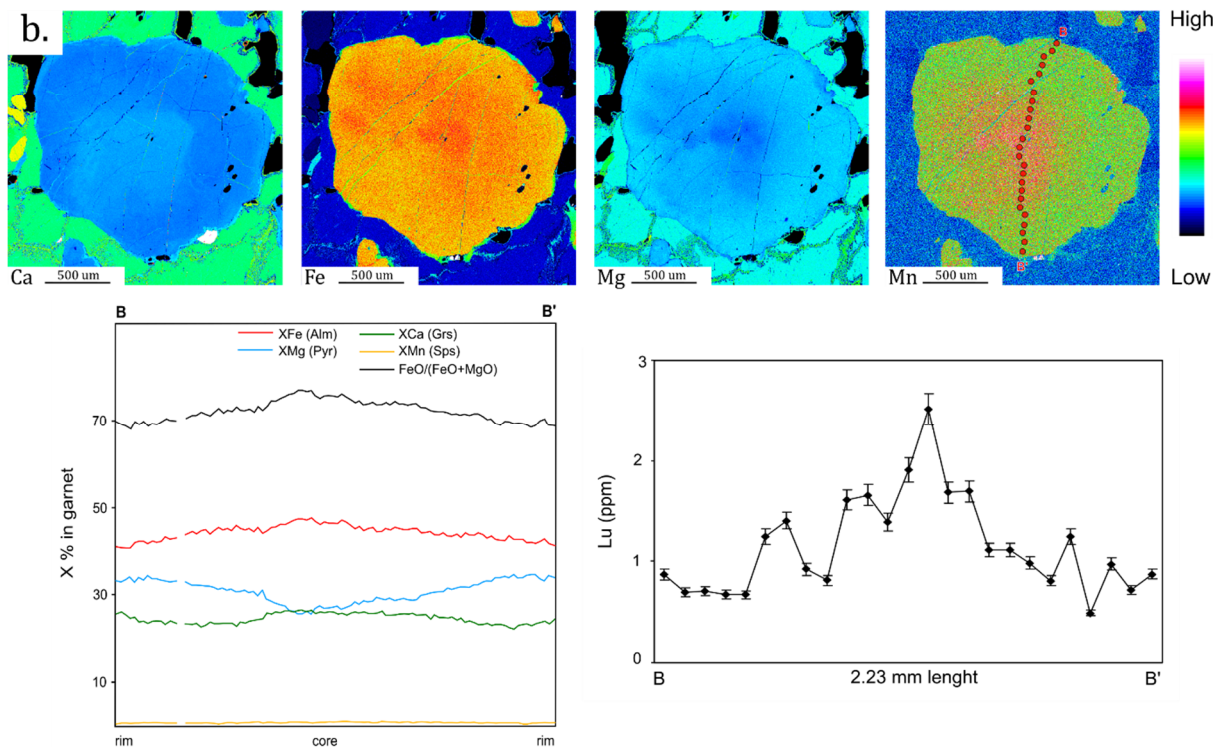 b.
High
Low
Ca
500 um
Fe
500 um
Mg
500 um
Mn
500 um
B
B'
B
B'
XFe (Alm)
XCa (Grs)
XMg (Pyr)
XMn (Sps)
FeO/(FeO+MgO)
X % in garnet
70
50
30
10
rim
core
rim
Lu (ppm)
3
2
1
0
B
2.23 mm lenght
B'